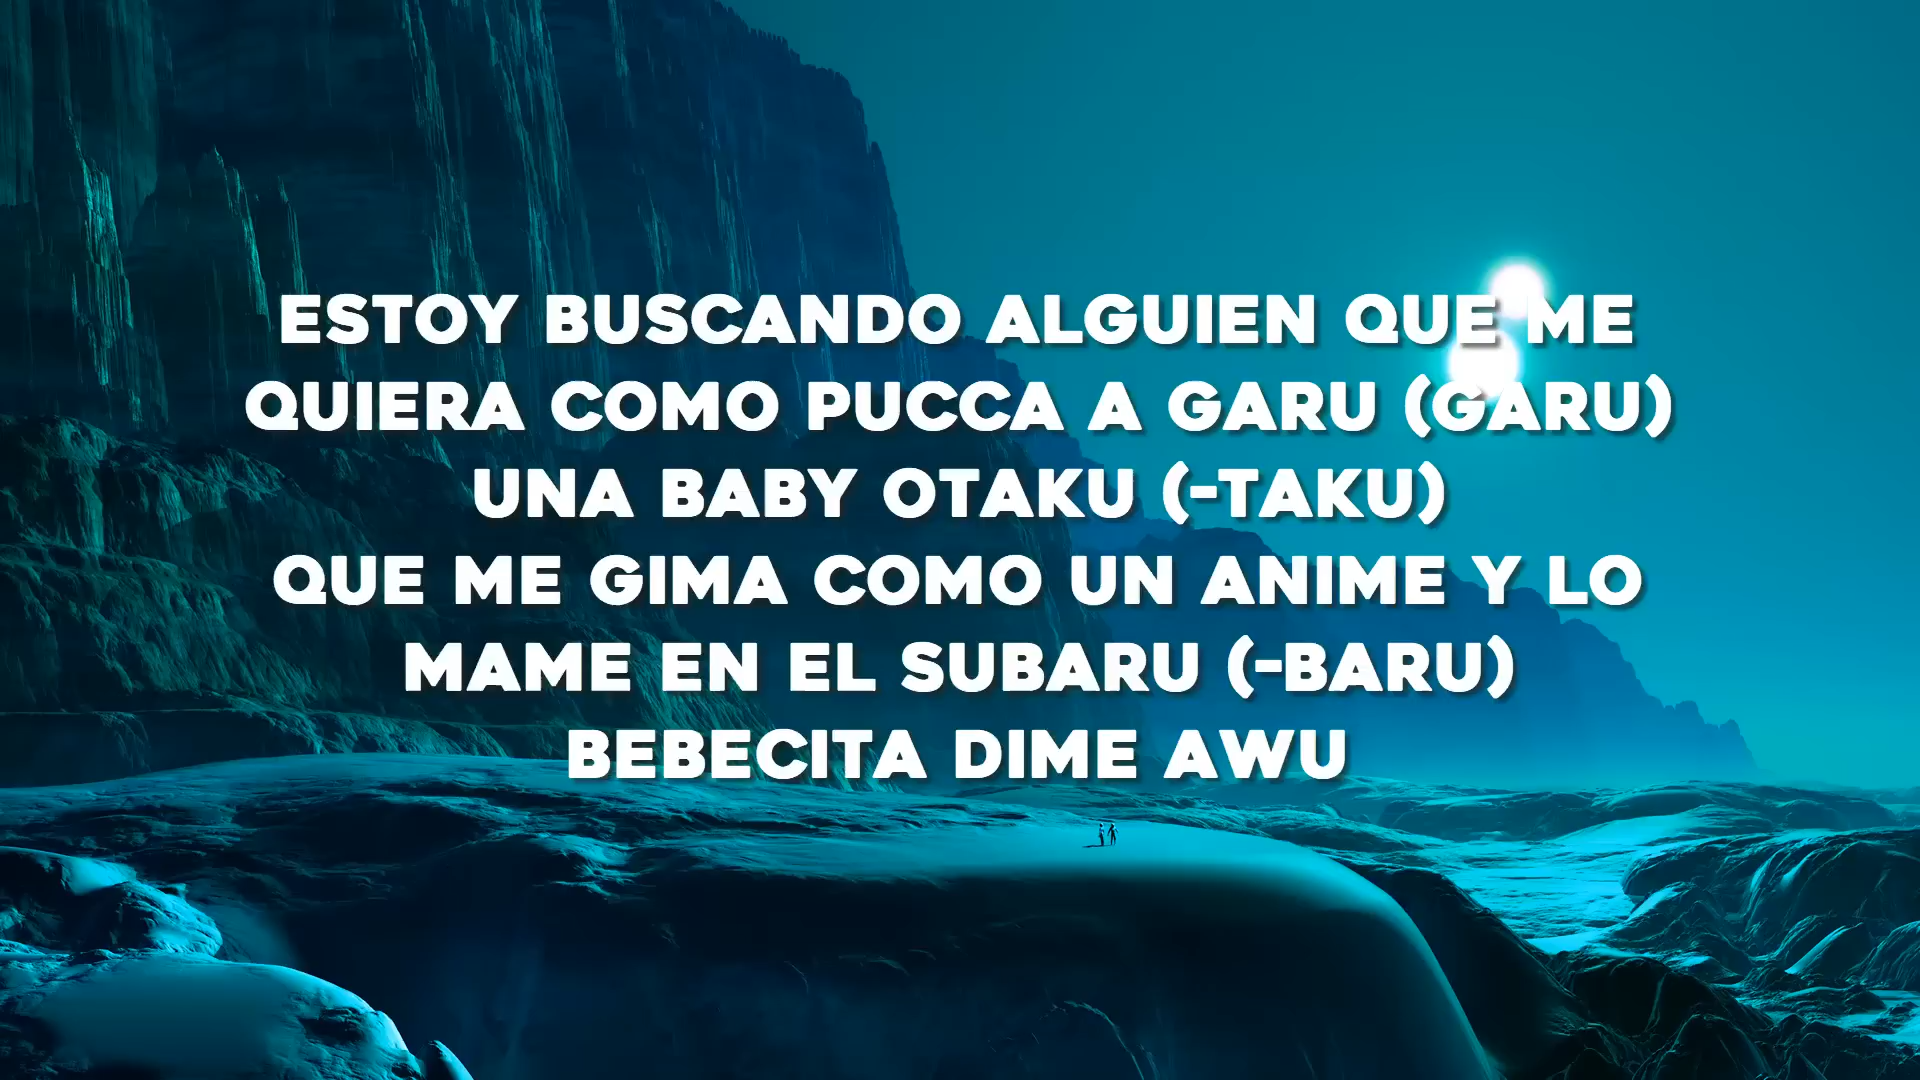 ESTOY BUSCANDO ALGUIEN QUE ME
QUIERA COMO PUCCA A GARU (GARU)
UNA BABY OTAKU (-TAKU)
QUE ME GIMA COMO UN ANIME Y LO
MAME EN EL SUBARU (-BARU)
BEBECITA DIME AWU